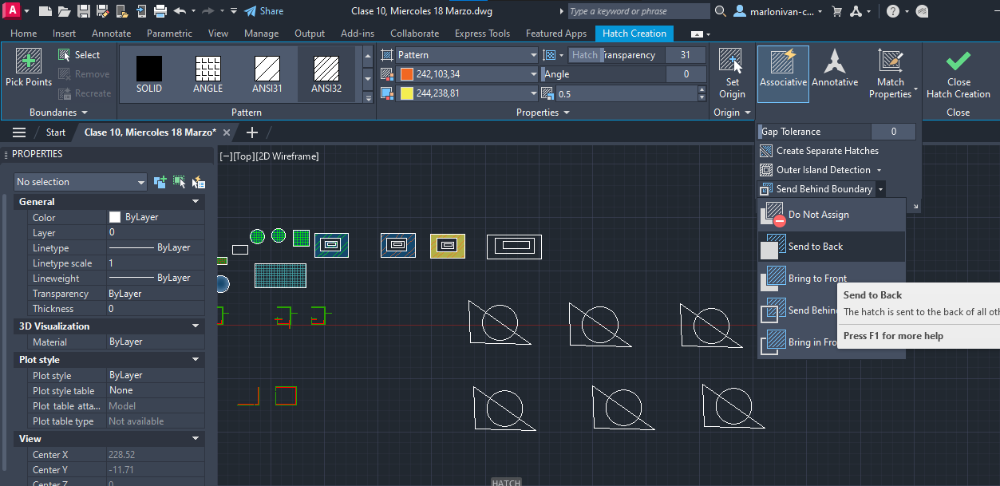 A
Share
Clase 10, Miercoles 18 Marzo.dwg
Type a keyword or phrase
marlonivan-c...
Home Insert Annotate Parametric View Manage Output Add-ins Collaborate Express Tools Featured Apps Hatch Creation
Pick Points
Select
Remove
Recreate
Boundaries
SOLID
ANGLE
ANSI31
ANSI32
Pattern
Pattern
242,103,34
244,238,81
Hatch Transparency 31
Angle 0
0.5
Properties
Set
Origin
Origin
Associative
Annotative
Match
Properties
Close
Hatch Creation
Close
Gap Tolerance 0
Create Separate Hatches
Outer Island Detection
Send Behind Boundary
Do Not Assign
Send to Back
Bring to Front
Send Behin
Bring in Fro
Send to Back
The hatch is sent to the back of all oth
Press F1 for more help
Start
Clase 10, Miercoles 18 Marzo*
PROPERTIES
[−][Top][2D Wireframe]
No selection
General
Color ByLayer
Layer 0
Linetype ByLayer
Linetype scale 1
Lineweight ByLayer
Transparency ByLayer
Thickness 0
3D Visualization
Material ByLayer
Plot style
Plot style ByLayer
Plot style table None
Plot table atta... Model
Plot table type Not available
View
Center X 228.52
Center Y -11.71
Center Z 0
HATCH